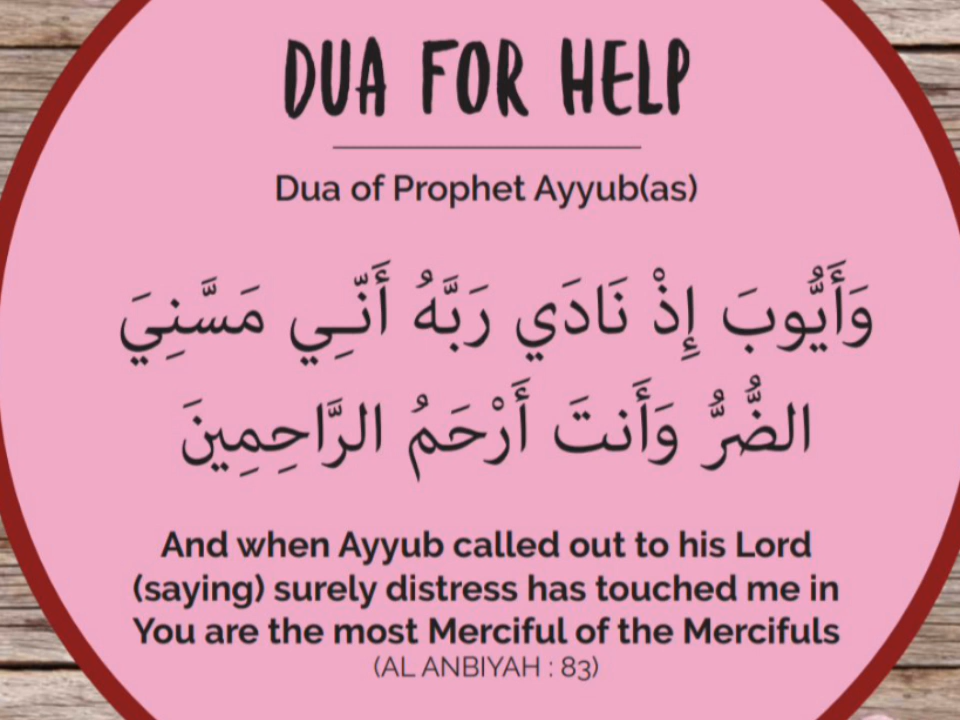 DUA FOR HELP
Dua of Prophet Ayyub(as)
وَأَيُّوبَ إِذْ نَادَي رَبَّهُ أَنّـِي مَسَّنِيَ
الضُّرُّ وَأَنتَ أَرْحَمُ الرَّاحِمِينَ
And when Ayyub called out to his Lord
(saying) surely distress has touched me in
You are the most Merciful of the Mercifuls
(AL ANBIYAH : 83)